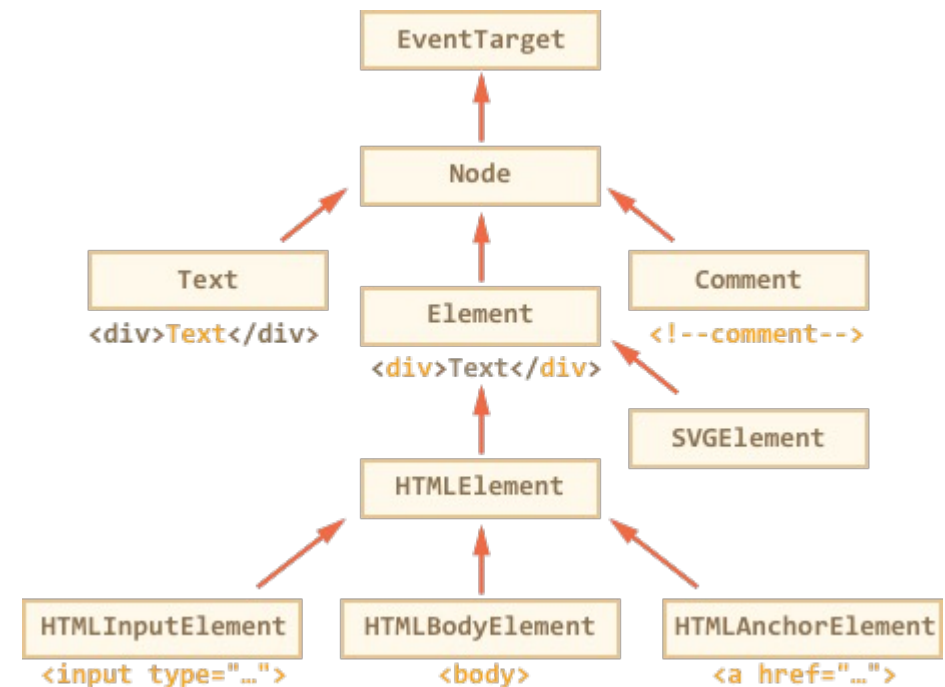 EventTarget
Node
Text
<div>Text</div>
Element
<div>Text</div>
Comment
<!--comment-->
SVGElement
HTMLElement
HTMLInputElement
<input type="…">
HTMLBodyElement
<body>
HTMLAnchorElement
<a href="…">